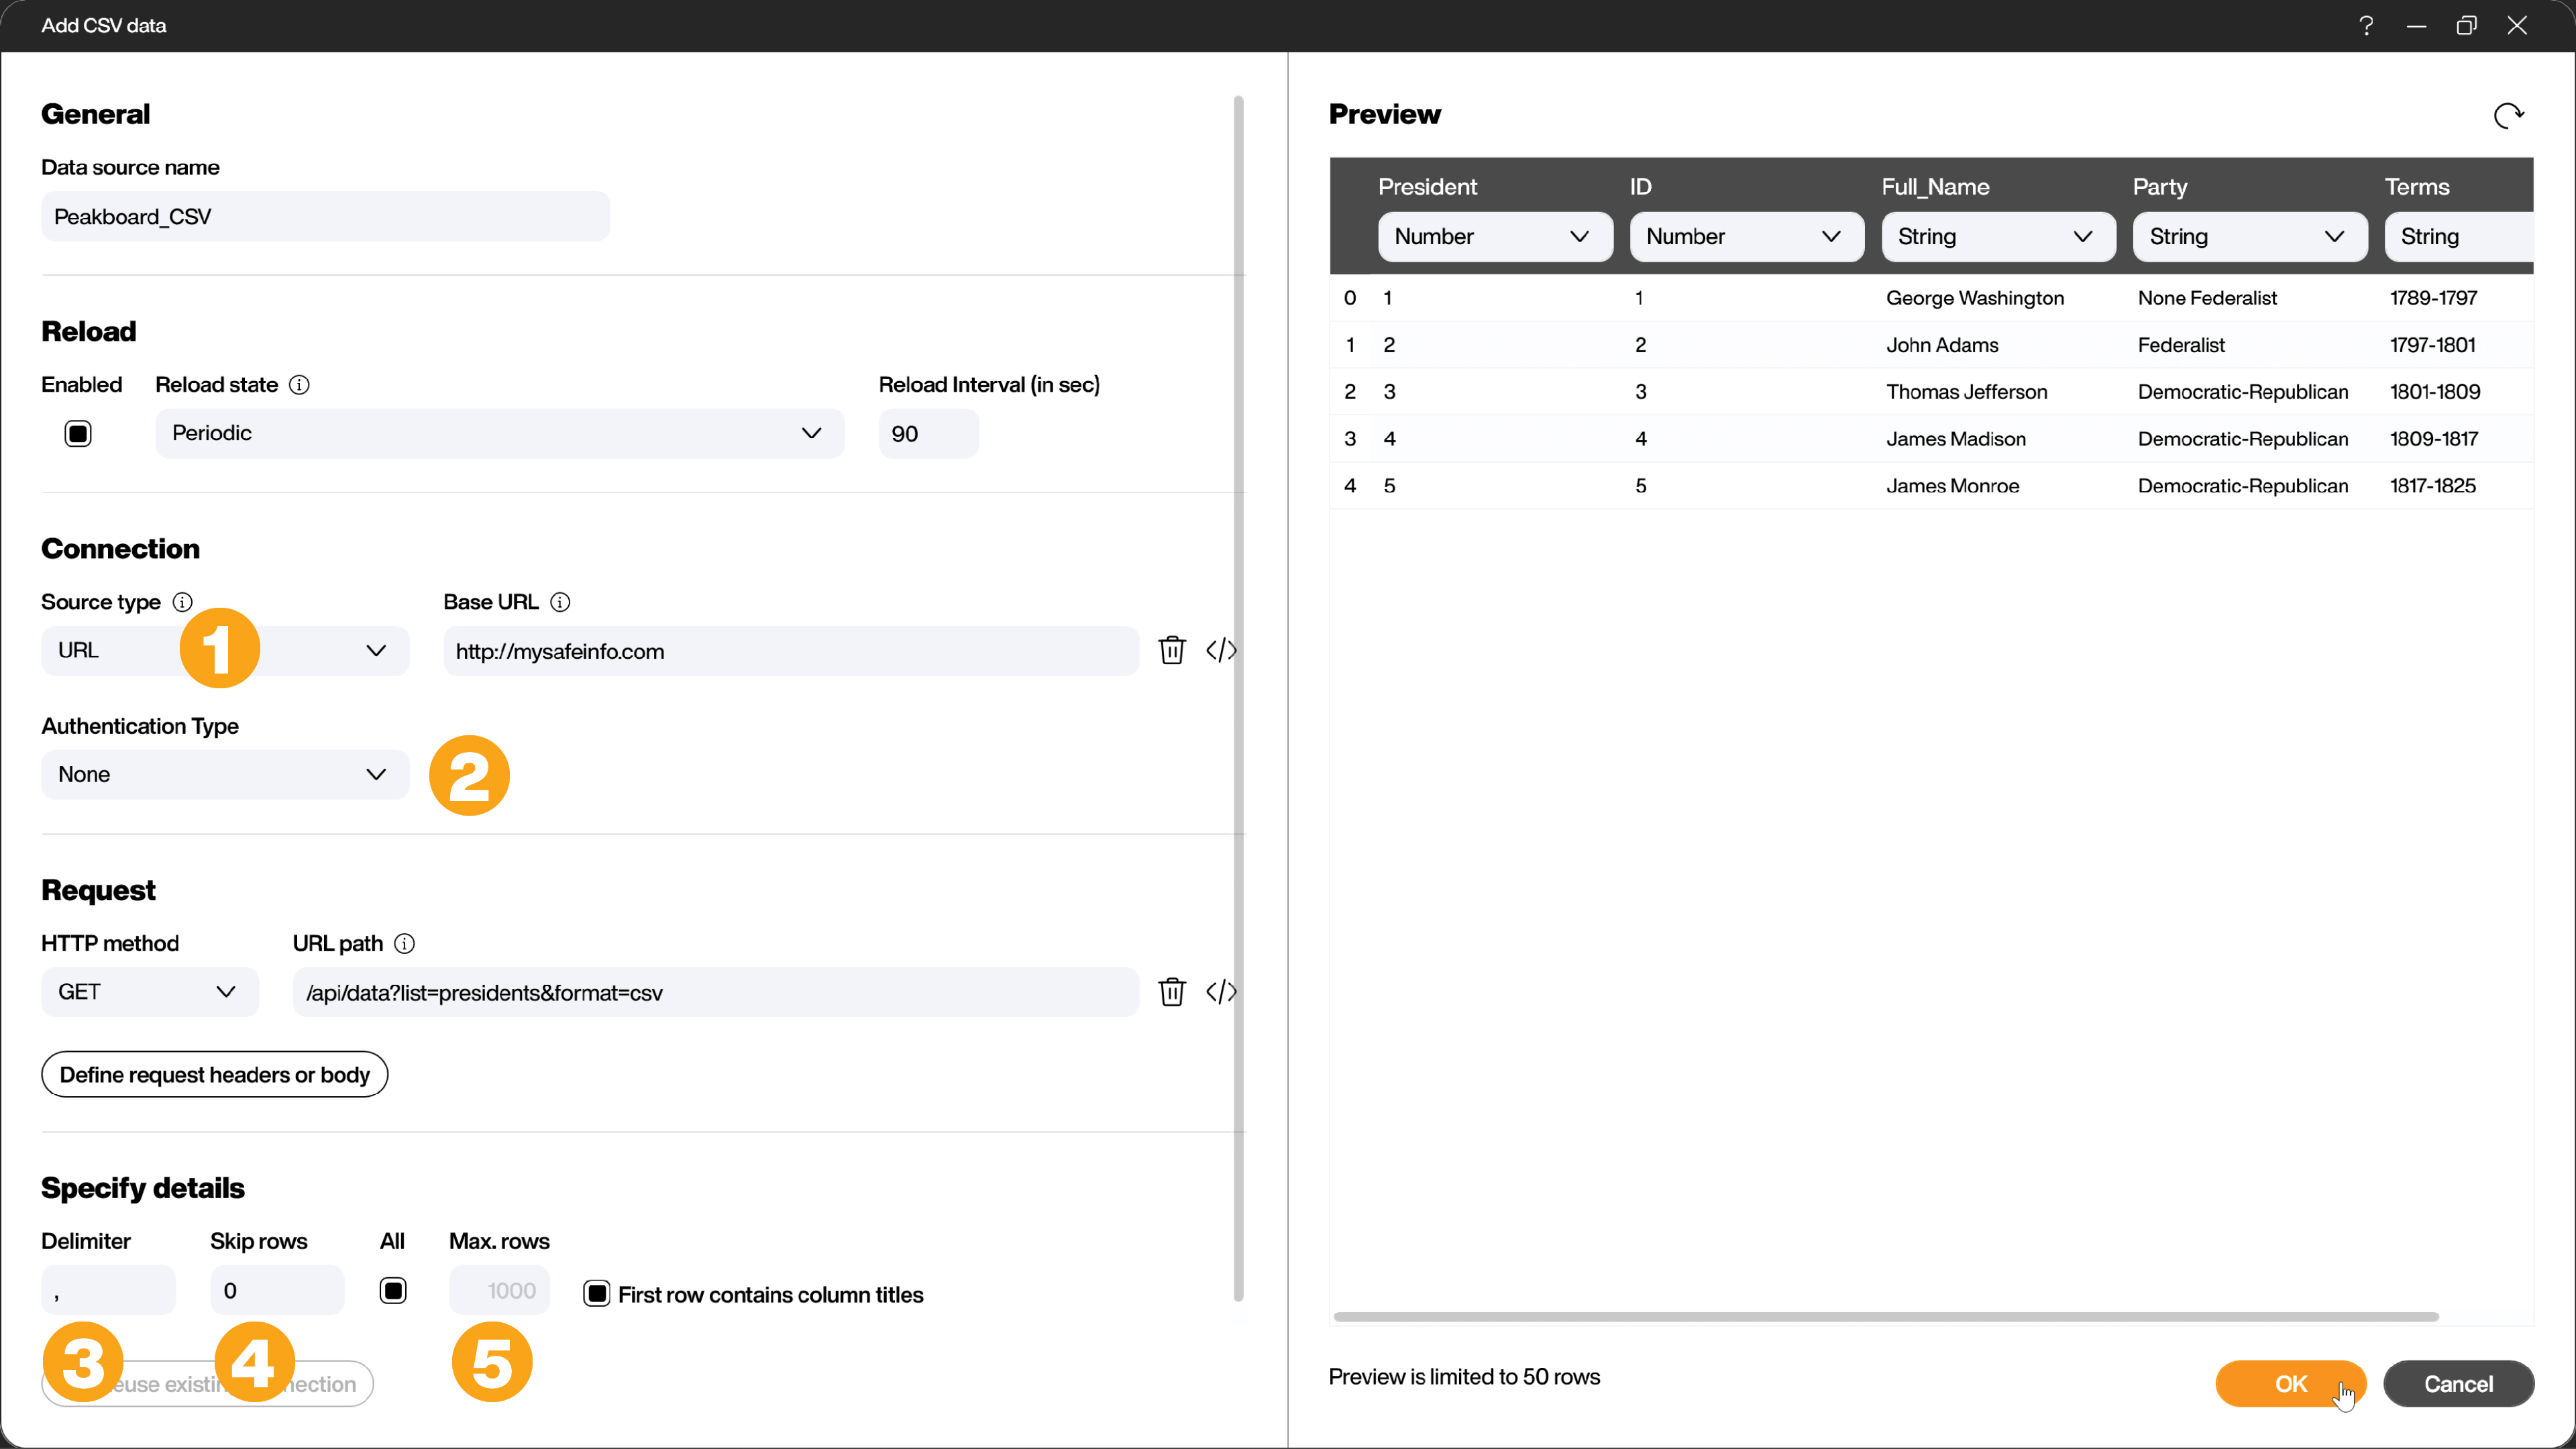 Add CSV data
General
Data source name
Peakboard_CSV
Reload
Enabled Reload state Reload Interval (in sec)
Periodic 90
Connection
Source type Base URL
URL 1 http://mysafeinfo.com
Authentication Type
None 2
Request
HTTP method URL path
GET /api/data?list=presidents&format=csv
Define request headers or body
Specify details
Delimiter Skip rows All Max. rows
, 0 1000 First row contains column titles
3 4 5
Preview
President ID Full_Name Party Terms
Number Number String String String
0 1 1 George Washington None Federalist 1789-1797
1 2 2 John Adams Federalist 1797-1801
2 3 3 Thomas Jefferson Democratic-Republican 1801-1809
3 4 4 James Madison Democratic-Republican 1809-1817
4 5 5 James Monroe Democratic-Republican 1817-1825
Preview is limited to 50 rows
OK Cancel